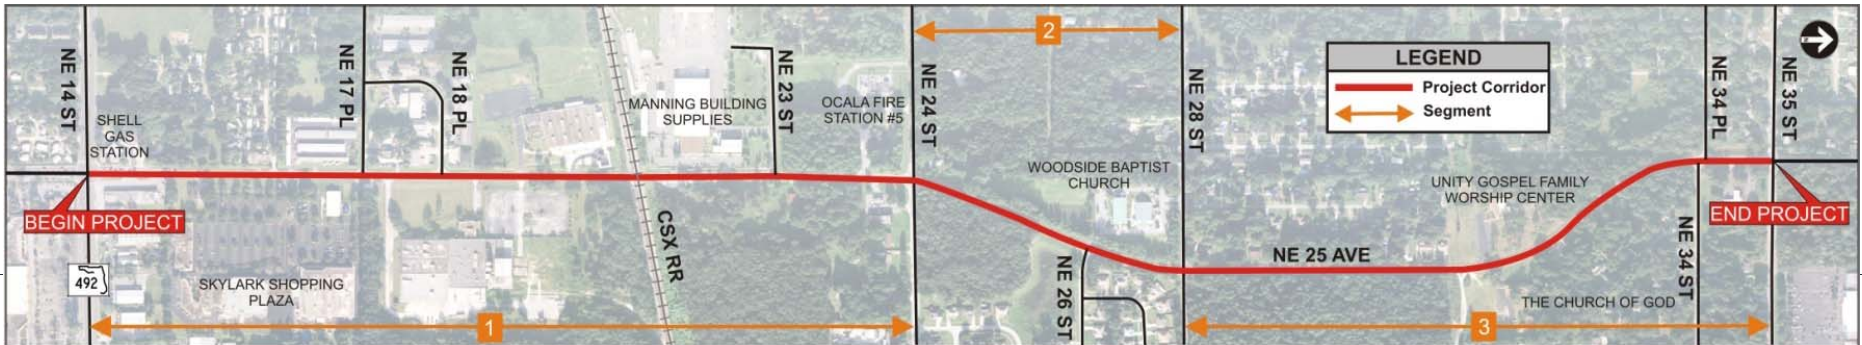 NE 14 ST
SHELL
GAS
STATION
NE 17 PL
NE 18 PL
MANNING BUILDING
SUPPLIES
NE 23 ST
OCALA FIRE
STATION #5
NE 24 ST
2
WOODSIDE BAPTIST
CHURCH
NE 28 ST
LEGEND
Project Corridor
Segment
UNITY GOSPEL FAMILY
WORSHIP CENTER
NE 34 PL
NE 35 ST
BEGIN PROJECT
END PROJECT
492
SKYLARK SHOPPING
PLAZA
CSX RR
NE 26 ST
NE 25 AVE
THE CHURCH OF GOD
NE 34 ST
1
3